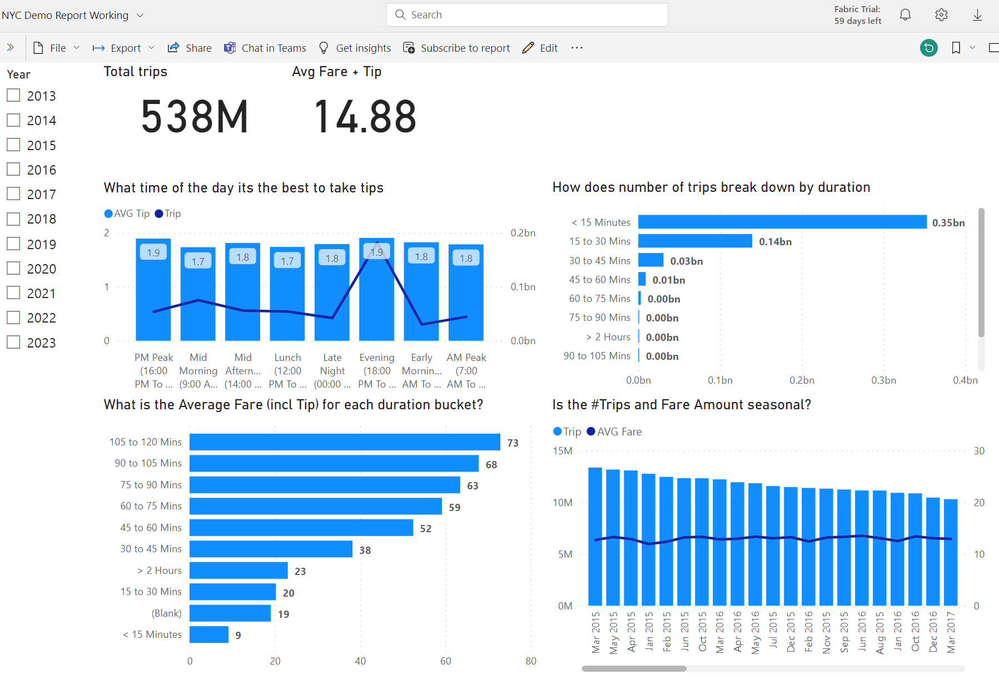 NYC Demo Report Working
Search
Fabric Trial:
59 days left
File
Export
Share
Chat in Teams
Get insights
Subscribe to report
Edit
Year
2013
2014
2015
2016
2017
2018
2019
2020
2021
2022
2023
Total trips
538M
Avg Fare + Tip
14.88
What time of the day its the best to take tips
AVG Tip Trip
2
1
0
0.2bn
0.1bn
0.0bn
1.9
1.7
1.8
1.7
1.8
1.9
1.8
1.8
PM Peak
(16:00
PM To ...
Mid
Morning
(9:00 A...
Mid
Aftern...
(14:00 ...
Lunch
(12:00
PM To ...
Late
Night
(00:00 ...
Evening
(18:00
PM To ...
Early
Mornin...
AM To ...
AM Peak
(7:00
AM To ...
How does number of trips break down by duration
< 15 Minutes 0.35bn
15 to 30 Mins 0.14bn
30 to 45 Mins 0.03bn
45 to 60 Mins 0.01bn
60 to 75 Mins 0.00bn
75 to 90 Mins 0.00bn
> 2 Hours 0.00bn
90 to 105 Mins 0.00bn
0.0bn 0.1bn 0.2bn 0.3bn 0.4bn
What is the Average Fare (incl Tip) for each duration bucket?
105 to 120 Mins 73
90 to 105 Mins 68
75 to 90 Mins 63
60 to 75 Mins 59
45 to 60 Mins 52
30 to 45 Mins 38
> 2 Hours 23
15 to 30 Mins 20
(Blank) 19
< 15 Minutes 9
0 20 40 60 80
Is the #Trips and Fare Amount seasonal?
Trip AVG Fare
15M
10M
5M
0M
30
20
10
0
Mar 2015
May 2015
Apr 2015
Jan 2015
Feb 2015
Jun 2015
Oct 2015
Mar 2016
Apr 2016
May 2016
Jul 2015
Dec 2015
Feb 2016
Nov 2015
Sep 2015
Jun 2016
Aug 2015
Jan 2016
Oct 2016
Dec 2016
Mar 2017